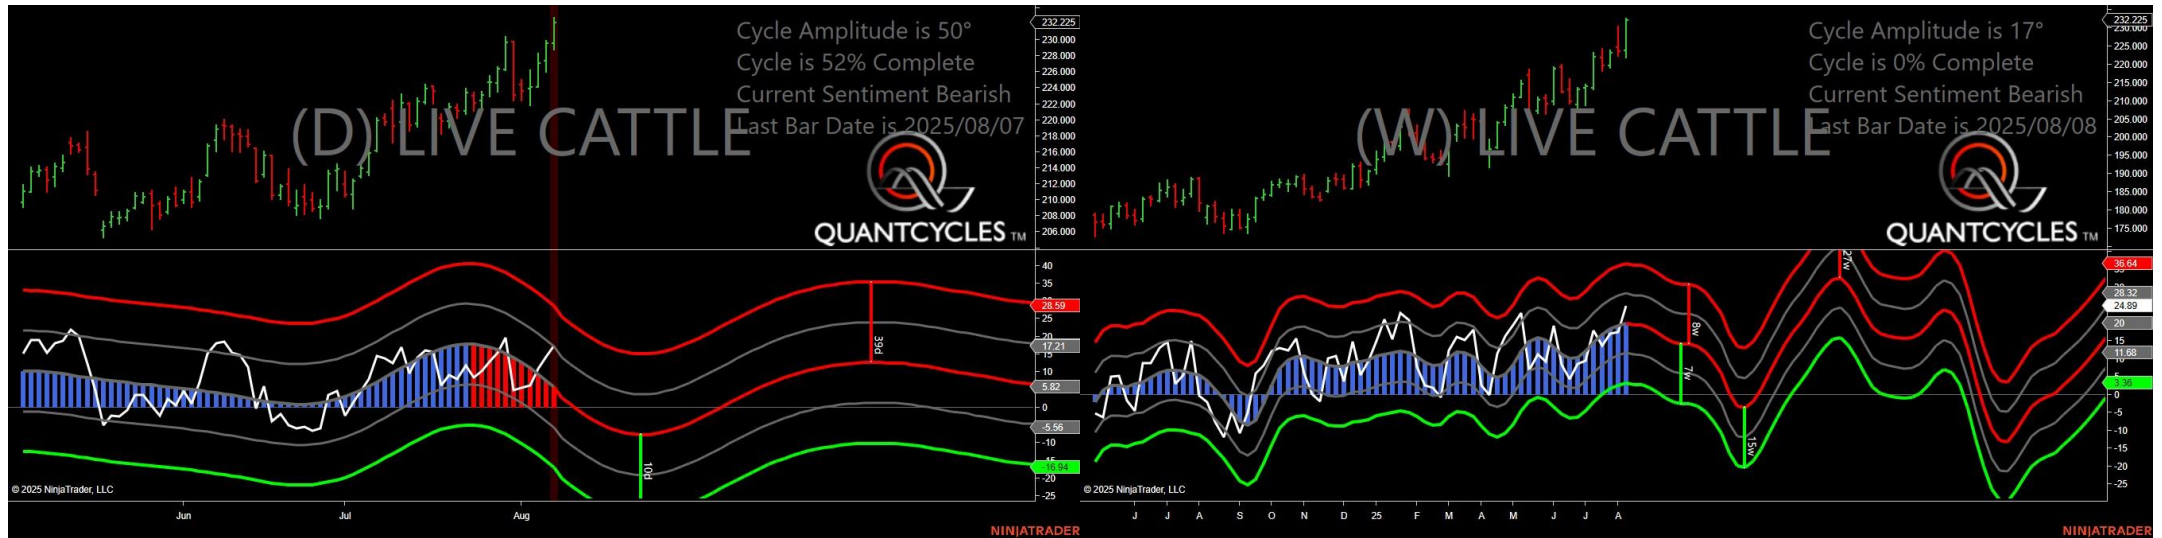 Cycle Amplitude is 50°
Cycle is 52% Complete
Current Sentiment Bearish
Last Bar Date is 2025/08/07
(D) LIVE CATTLE
QUANTCYCLES TM
232.225
230.000
228.000
226.000
224.000
222.000
220.000
218.000
216.000
214.000
212.000
210.000
208.000
206.000
40
35
30
28.59
25
20
17.21
15
10
5.82
0
-5.56
-10
-15
-16.94
-20
-25
39d
10d
© 2025 NinjaTrader, LLC
Jun
Jul
Aug
NINJATRADER
Cycle Amplitude is 17°
Cycle is 0% Complete
Current Sentiment Bearish
Last Bar Date is 2025/08/08
(W) LIVE CATTLE
QUANTCYCLES TM
232.225
230.000
225.000
220.000
215.000
210.000
205.000
200.000
195.000
190.000
185.000
180.000
175.000
36.64
35
28.32
24.89
20
15
11.68
10
5
3.36
0
-5
-10
-15
-20
-25
27w
8w
7w
15w
© 2025 NinjaTrader, LLC
J
J
A
S
O
N
D
25
F
M
A
M
J
J
A
NINJATRADER